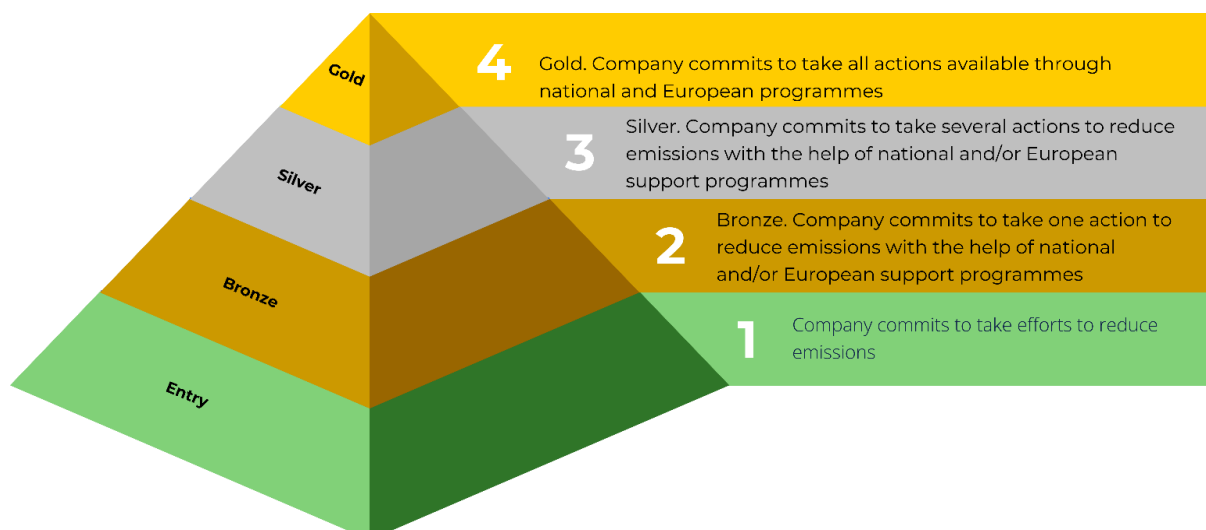 Gold
4
Gold. Company commits to take all actions available through
national and European programmes
Silver
3
Silver. Company commits to take several actions to reduce
emissions with the help of national and/or European
support programmes
Bronze
2
Bronze. Company commits to take one action to
reduce emissions with the help of national
and/or European support programmes
Entry
1
Company commits to take efforts to reduce
emissions